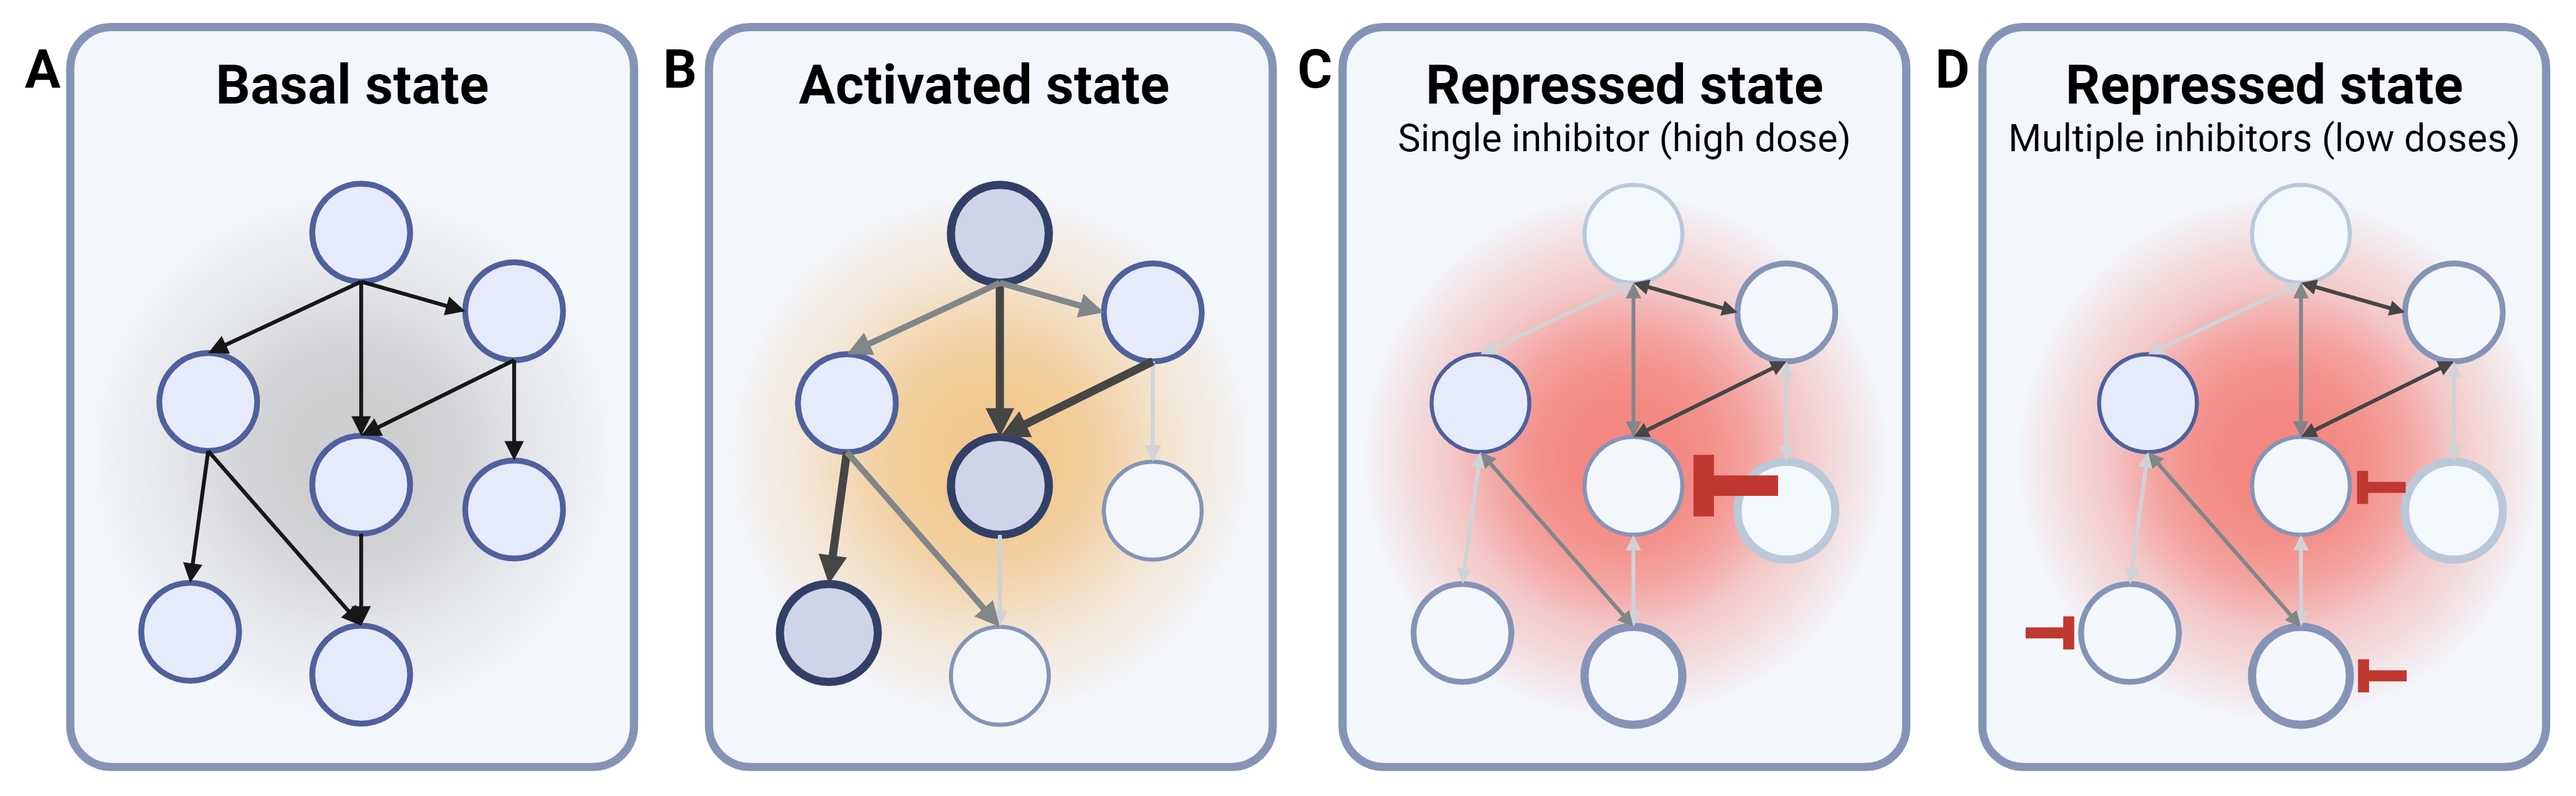 A
Basal state
B
Activated state
C
Repressed state
Single inhibitor (high dose)
D
Repressed state
Multiple inhibitors (low doses)